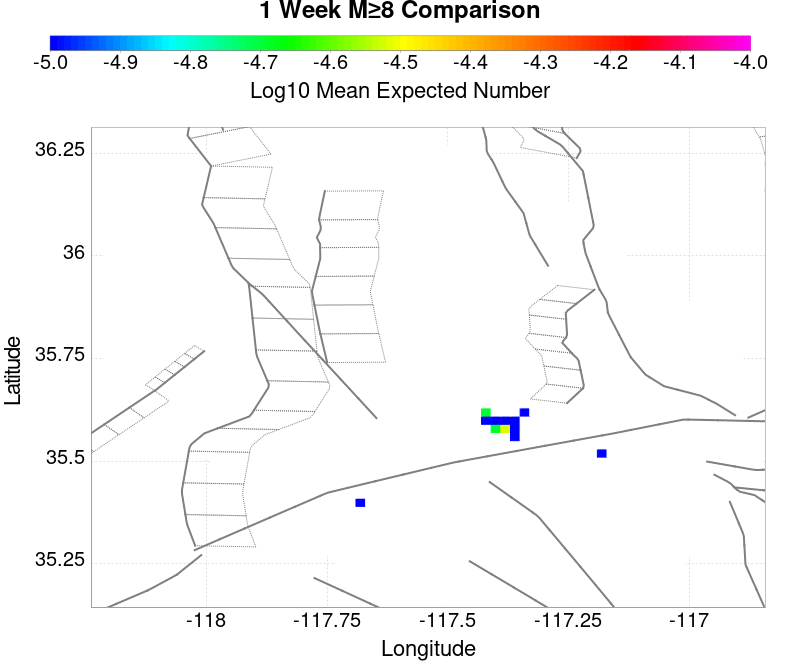 1 Week M≥8 Comparison
-5.0 -4.9 -4.8 -4.7 -4.6 -4.5 -4.4 -4.3 -4.2 -4.1 -4.0
Log10 Mean Expected Number
36.25
36
35.75
35.5
35.25
Latitude
-118 -117.75 -117.5 -117.25 -117
Longitude